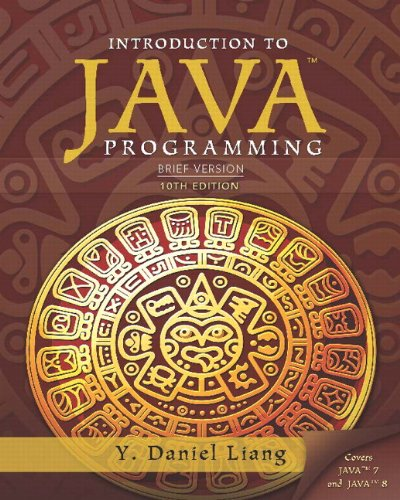 INTRODUCTION TO
JAVA™
PROGRAMMING
BRIEF VERSION
10TH EDITION
Y. Daniel Liang
Covers
JAVA™ 7
and JAVA™ 8